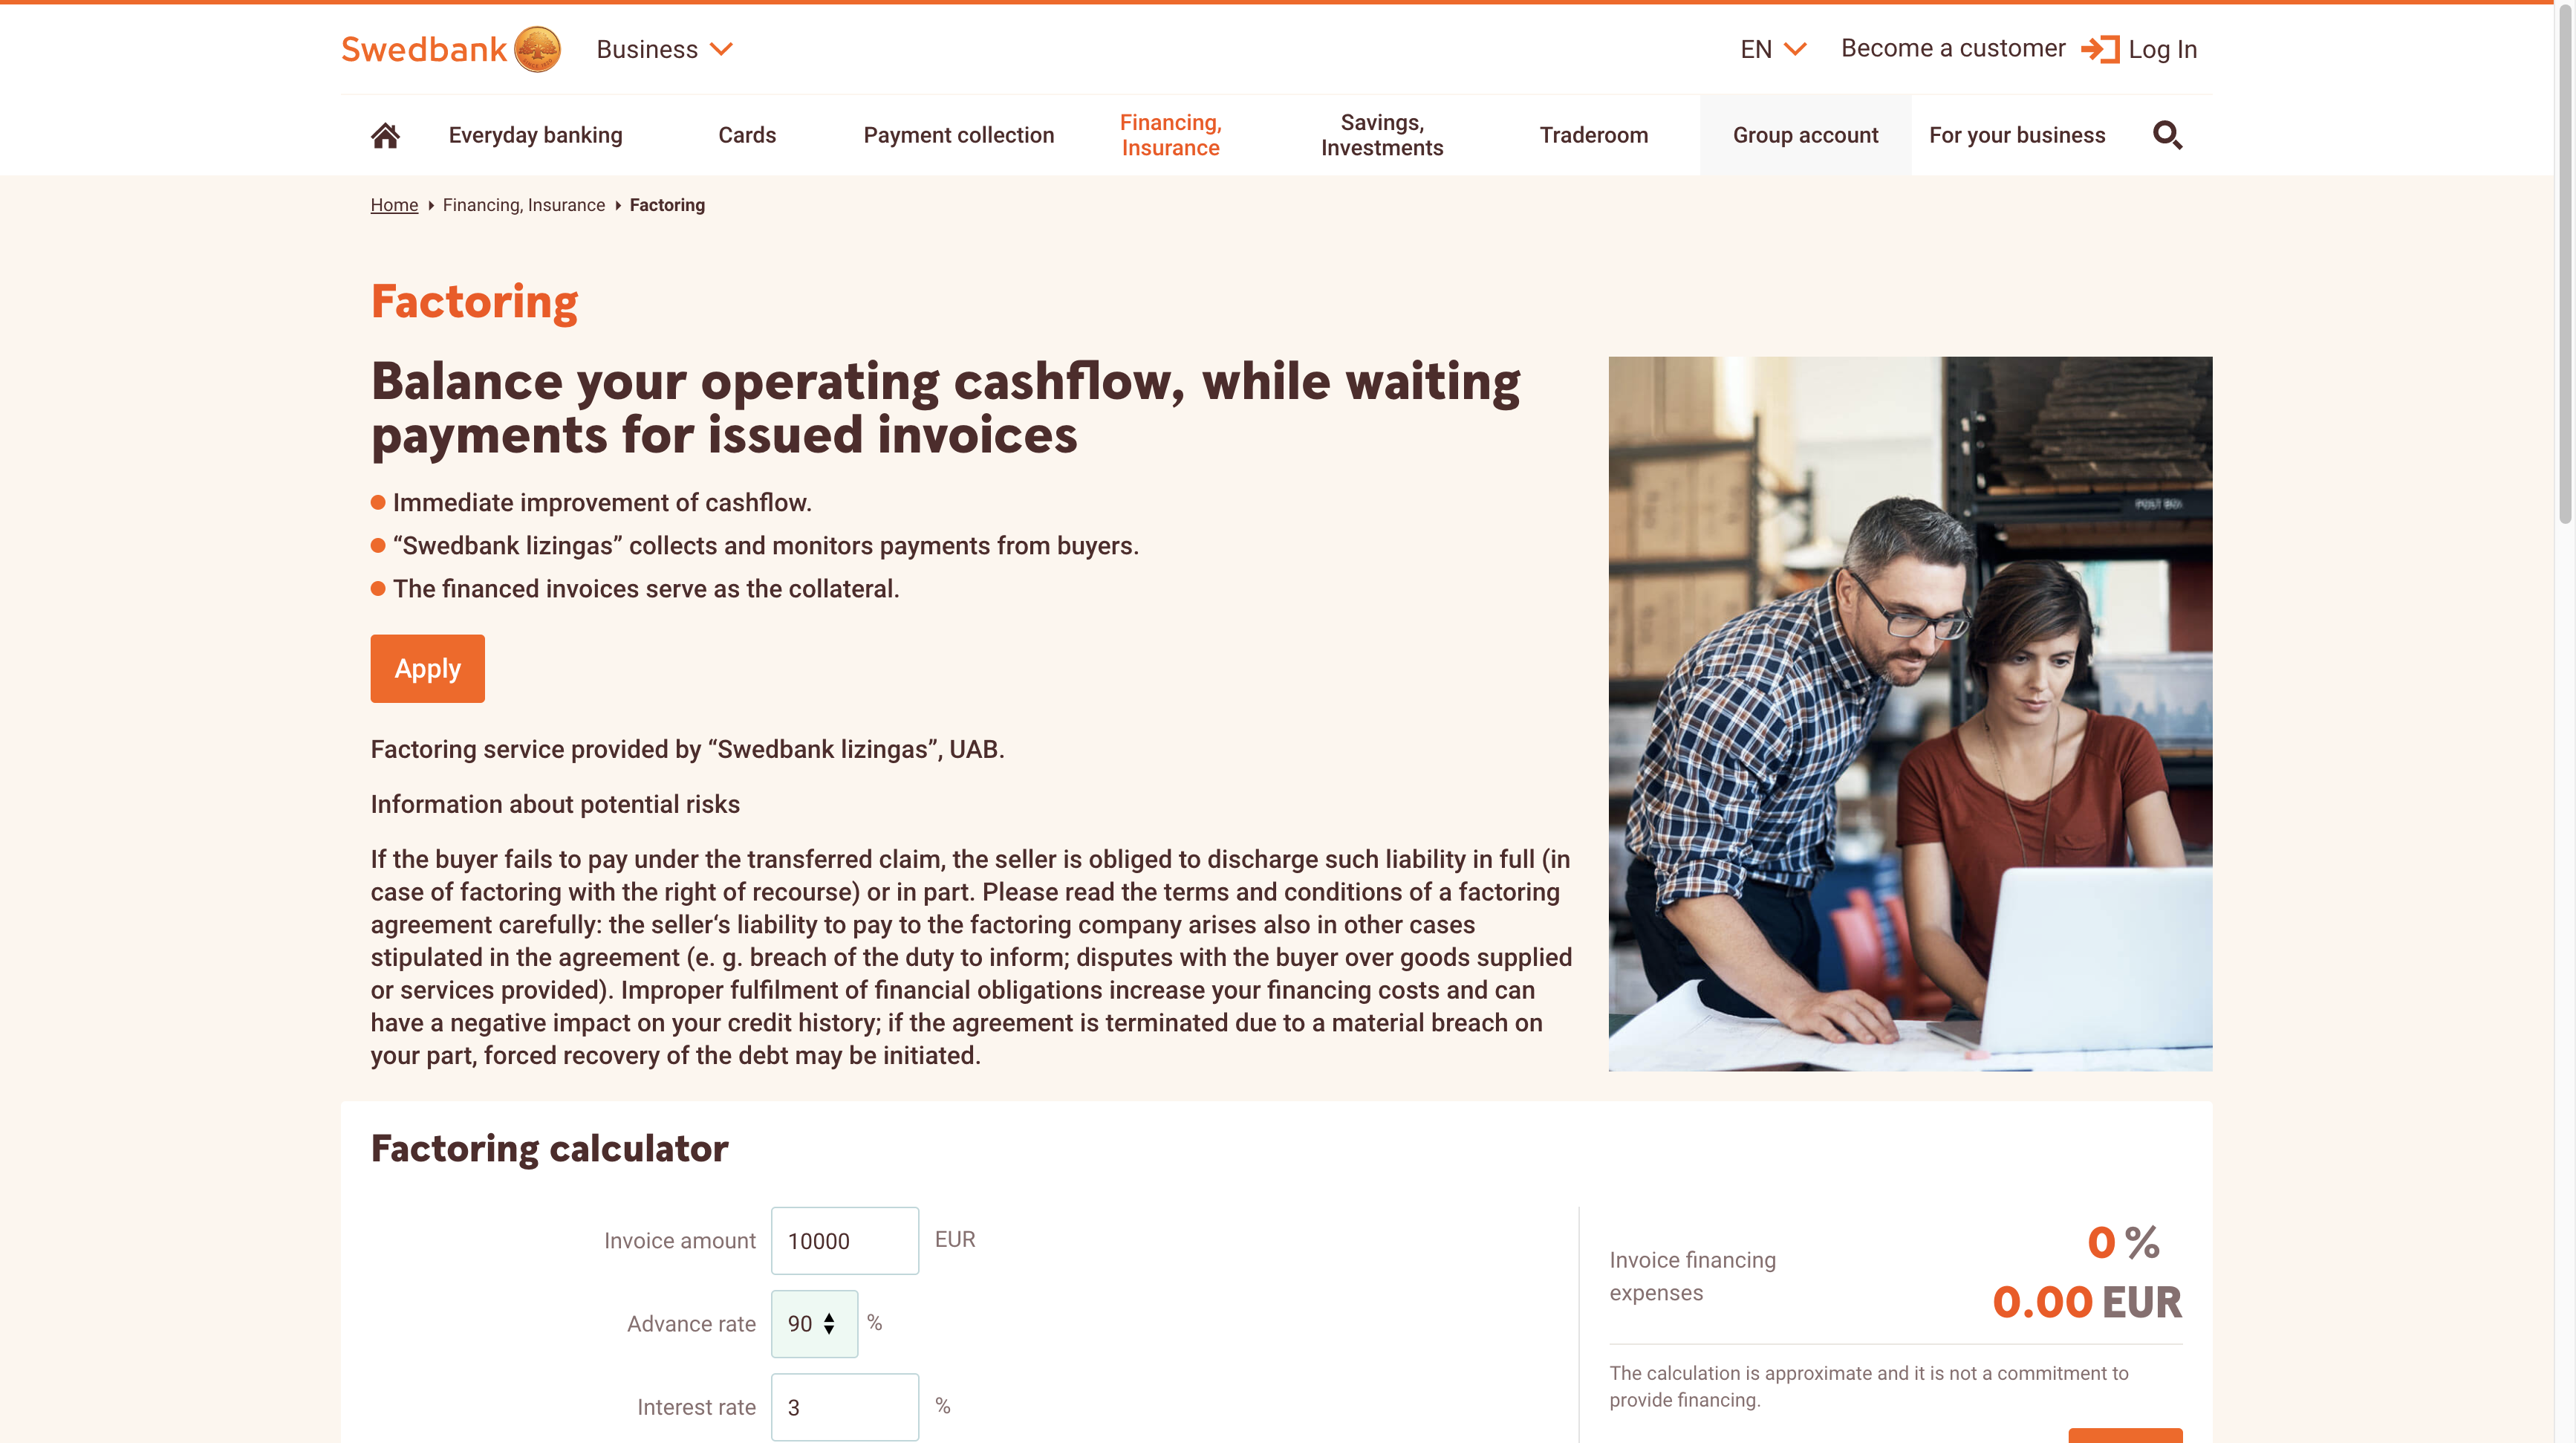 Swedbank
Business
EN
Become a customer
Log In
Everyday banking
Cards
Payment collection
Financing,
Insurance
Savings,
Investments
Traderoom
Group account
For your business
Home
Financing, Insurance
Factoring
Factoring
Balance your operating cashflow, while waiting
payments for issued invoices
Immediate improvement of cashflow.
“Swedbank lizingas” collects and monitors payments from buyers.
The financed invoices serve as the collateral.
Apply
Factoring service provided by “Swedbank lizingas”, UAB.
Information about potential risks
If the buyer fails to pay under the transferred claim, the seller is obliged to discharge such liability in full (in
case of factoring with the right of recourse) or in part. Please read the terms and conditions of a factoring
agreement carefully: the seller‘s liability to pay to the factoring company arises also in other cases
stipulated in the agreement (e. g. breach of the duty to inform; disputes with the buyer over goods supplied
or services provided). Improper fulfilment of financial obligations increase your financing costs and can
have a negative impact on your credit history; if the agreement is terminated due to a material breach on
your part, forced recovery of the debt may be initiated.
POST BOX
Factoring calculator
Invoice amount 10000 EUR
Advance rate 90 %
Interest rate 3 %
Invoice financing
expenses
0 %
0.00 EUR
The calculation is approximate and it is not a commitment to
provide financing.